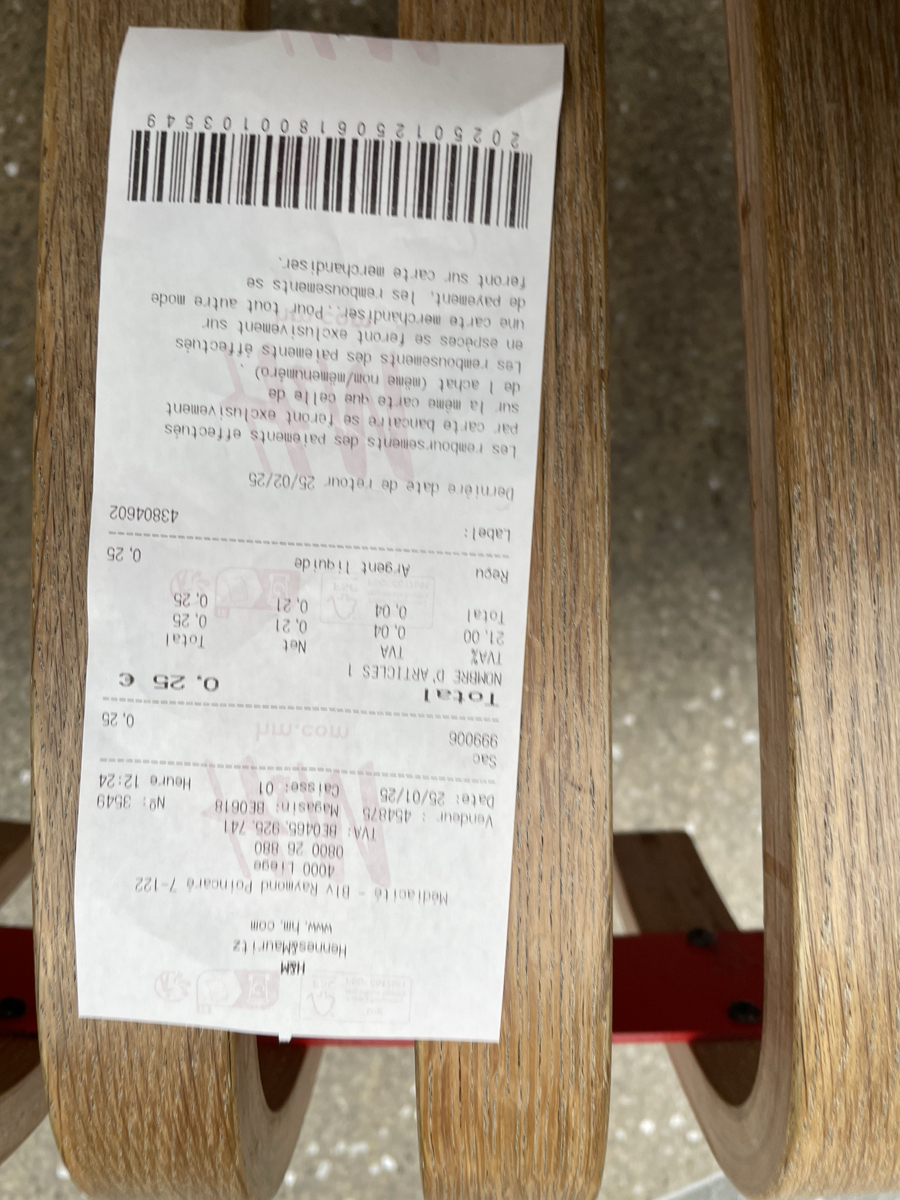 H&M
Hennes&Mauritz
www.hm.com
Médiacité - Blv Raymond Poincaré 7-122
4000 Liege
0800 26 880
TVA: BE0465.925.741
Vendeur : 454875 Magasin: BE0618 Nº: 3549
Date: 25/01/25 Caisse: 01 Heure 12:24
Sac
999006 0,25
hm.com
Total 0,25 €
NOMBRE D'ARTICLES 1
TVA% TVA Net Total
21.00 0,04 0,21 0,25
Total 0,04 0,21 0,25
Reçu Argent liquide 0,25
Label: 43804602
Dernière date de retour 25/02/25
Les remboursements des paiements effectués
par carte bancaire se feront exclusivement
sur la même carte que celle de
de l achat (même nom/mêmenuméro) .
Les remboursements des paiements éffectués
en espèces se feront exclusivement sur
une carte merchandiser. Pour tout autre mode
de payement, les remboursements se
feront sur carte merchandiser.
2025012506180010103549